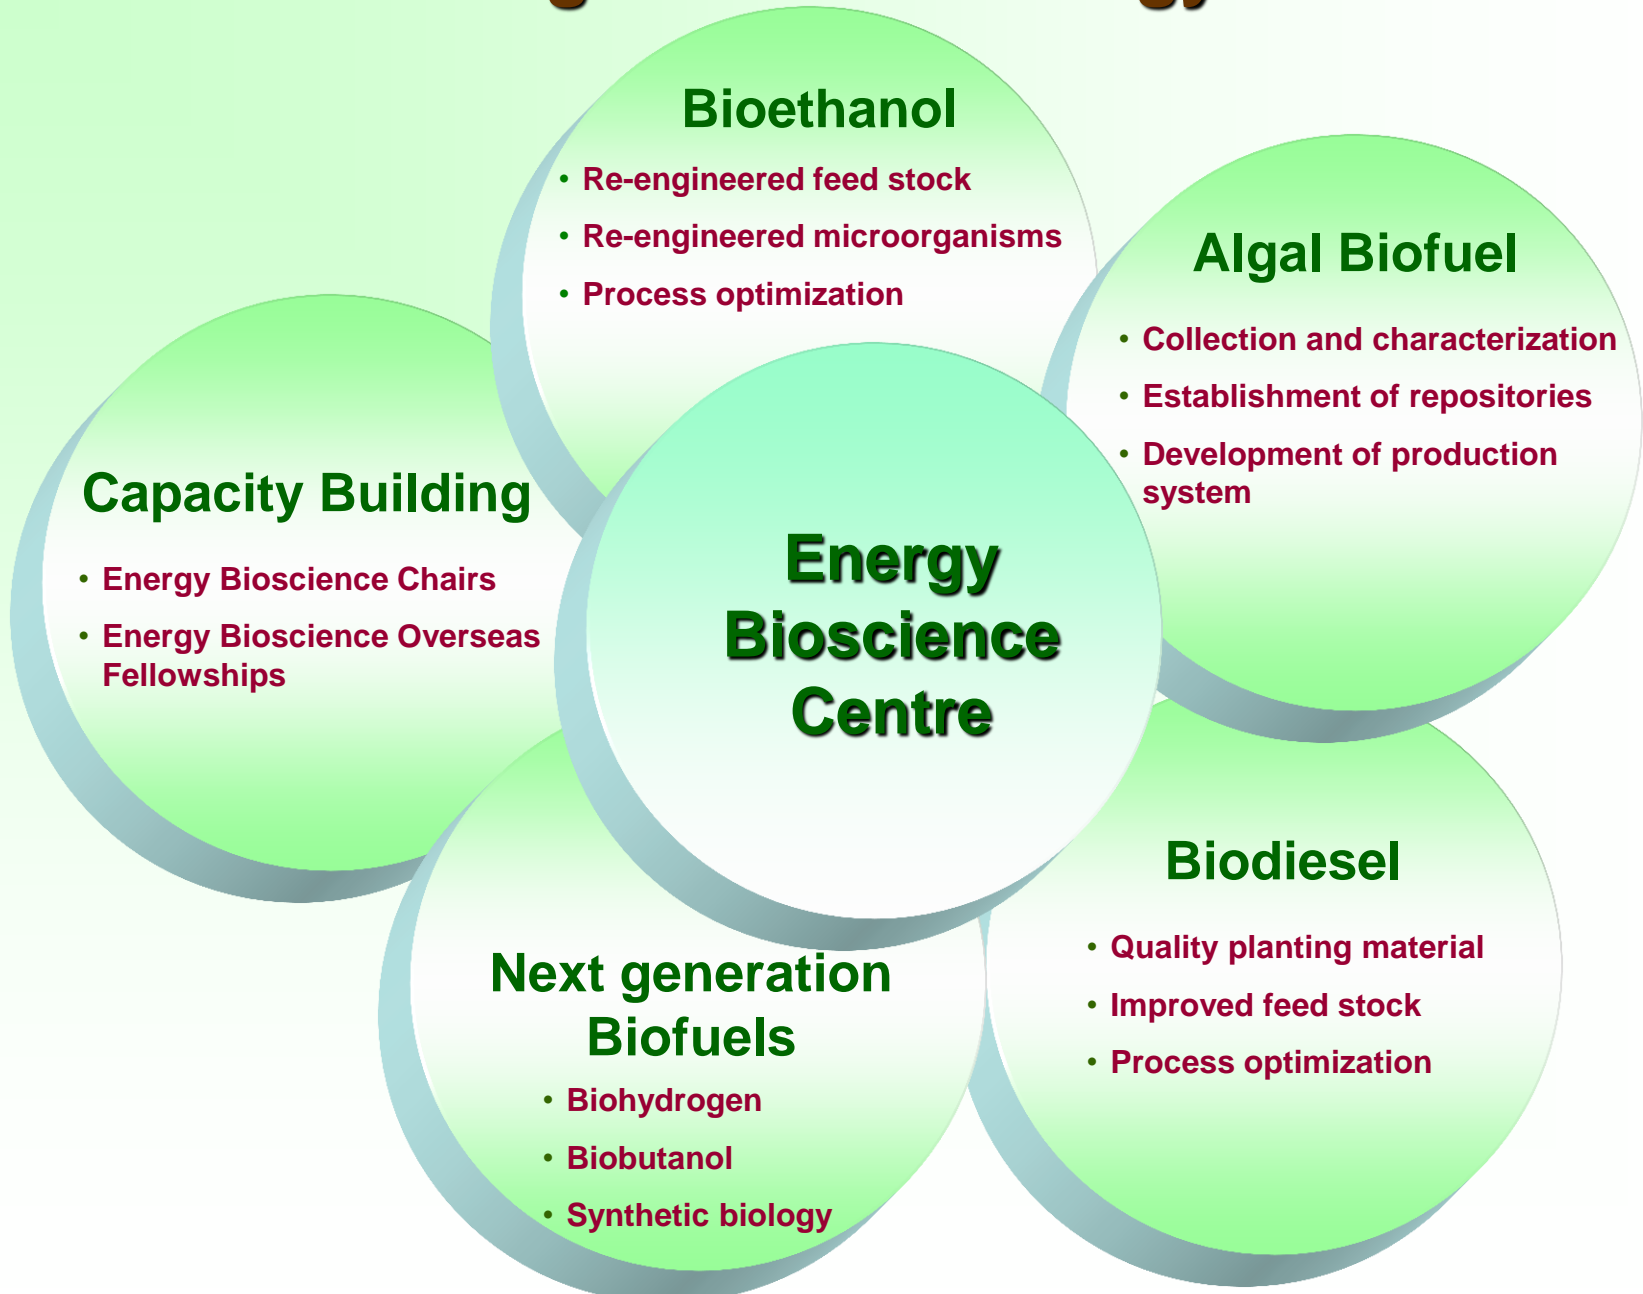 Bioethanol
• Re-engineered feed stock
• Re-engineered microorganisms
• Process optimization
Algal Biofuel
• Collection and characterization
• Establishment of repositories
• Development of production
system
Capacity Building
• Energy Bioscience Chairs
• Energy Bioscience Overseas
Fellowships
Energy
Bioscience
Centre
Biodiesel
• Quality planting material
• Improved feed stock
• Process optimization
Next generation
Biofuels
• Biohydrogen
• Biobutanol
• Synthetic biology